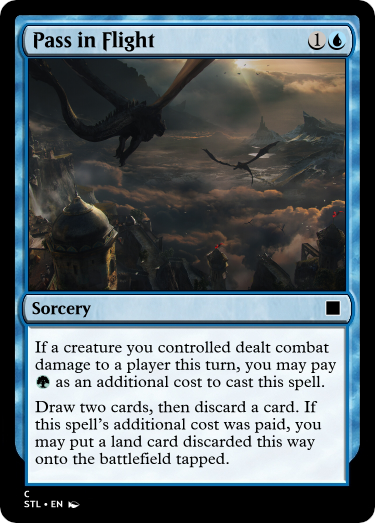 Pass in Flight 1
Sorcery
If a creature you controlled dealt combat
damage to a player this turn, you may pay
as an additional cost to cast this spell.
Draw two cards, then discard a card. If
this spell's additional cost was paid, you
may put a land card discarded this way
onto the battlefield tapped.
C
STL • EN